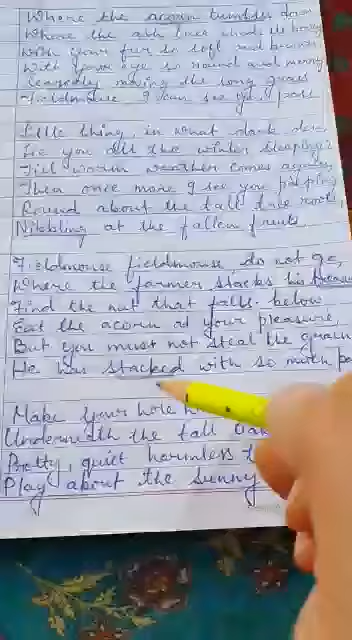 Where the acorn tumbles down
Where the ash tree sheds its berry
With your fur so soft and brown
With your eye so round and merry
Scarcely moving the long grass
Fieldmouse I can see you pass
Little thing, in what dark den,
Lie you all the winter sleeping?
Till warm weather comes again,
Then once more I see you peeping
Round about the tall tree roots,
Nibbling at the fallen fruits
Fieldmouse fieldmouse do not go,
Where the farmer stacks his treasure
Find the nut that falls below
Eat the acorn at your pleasure,
But you must not steal the grain
He has stacked with so much
Make your hole
Underneath the tall
Pretty, quiet harmless
Play about the sunny